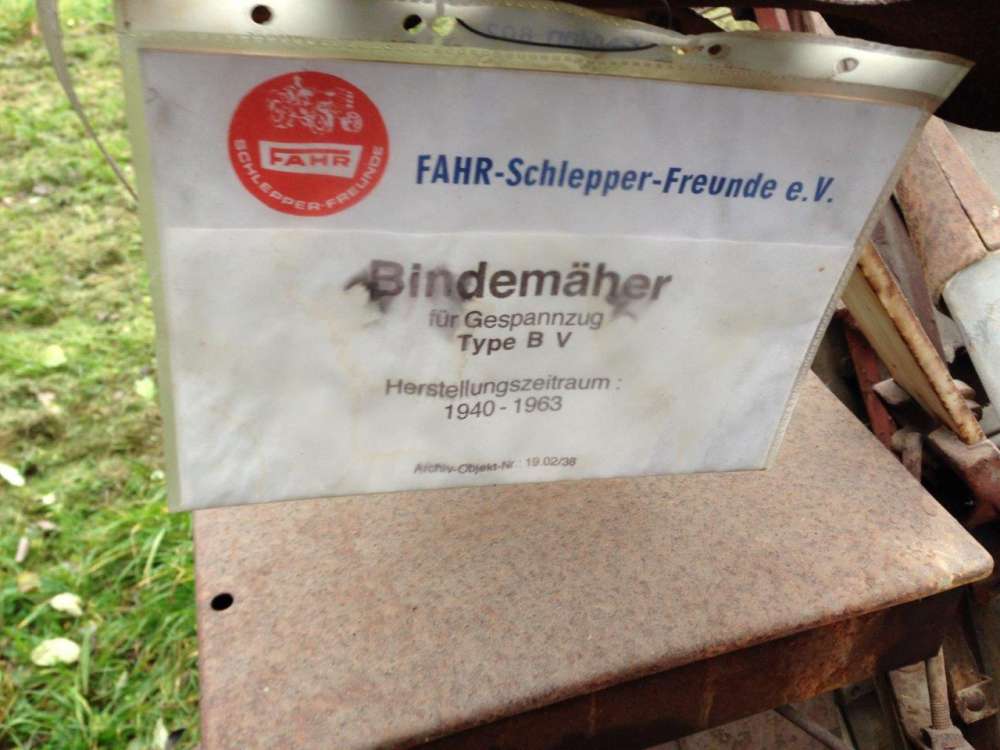 FAHR
SCHLEPPER-FREUNDE
FAHR-Schlepper-Freunde e.V.
Bindemäher
für Gespannzug
Type B V
Herstellungszeitraum :
1940 - 1963
Archiv-Objekt-Nr.: 19.02/38